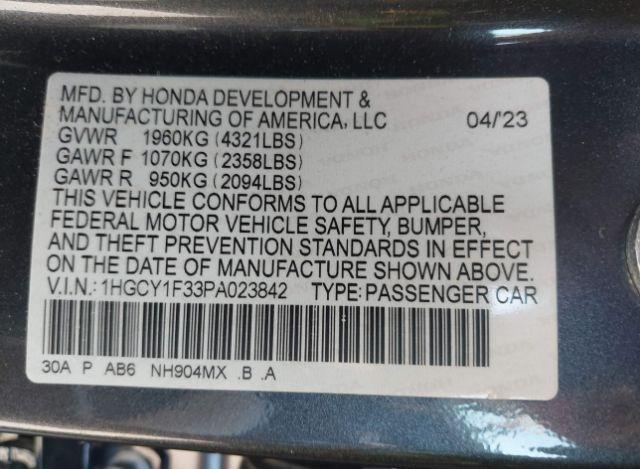 MFD. BY HONDA DEVELOPMENT &
MANUFACTURING OF AMERICA, LLC 04/'23
GVWR 1960KG (4321LBS)
GAWR F 1070KG (2358LBS)
GAWR R 950KG (2094LBS)
THIS VEHICLE CONFORMS TO ALL APPLICABLE
FEDERAL MOTOR VEHICLE SAFETY, BUMPER,
AND THEFT PREVENTION STANDARDS IN EFFECT
ON THE DATE OF MANUFACTURE SHOWN ABOVE.
V.I.N.: 1HGCY1F33PA023842 TYPE: PASSENGER CAR
30A P AB6 NH904MX .B .A